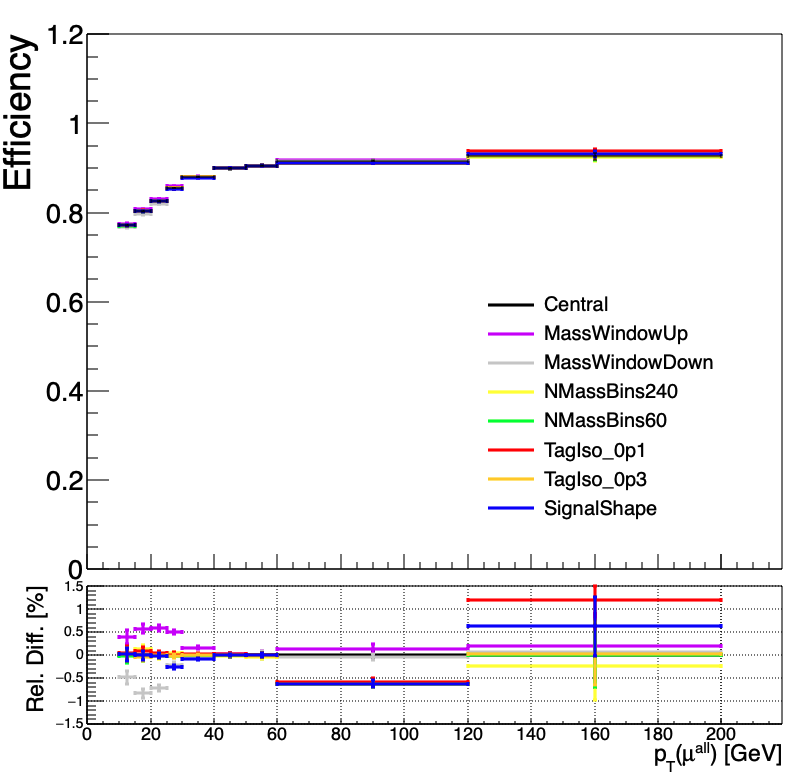 Efficiency
1.2
1
0.8
0.6
0.4
0.2
0
Central
MassWindowUp
MassWindowDown
NMassBins240
NMassBins60
TagIso_0p1
TagIso_0p3
SignalShape
Rel. Diff. [%]
1.5
1
0.5
0
−0.5
−1
−1.5
0 20 40 60 80 100 120 140 160 180 200
p_T(μ^all) [GeV]